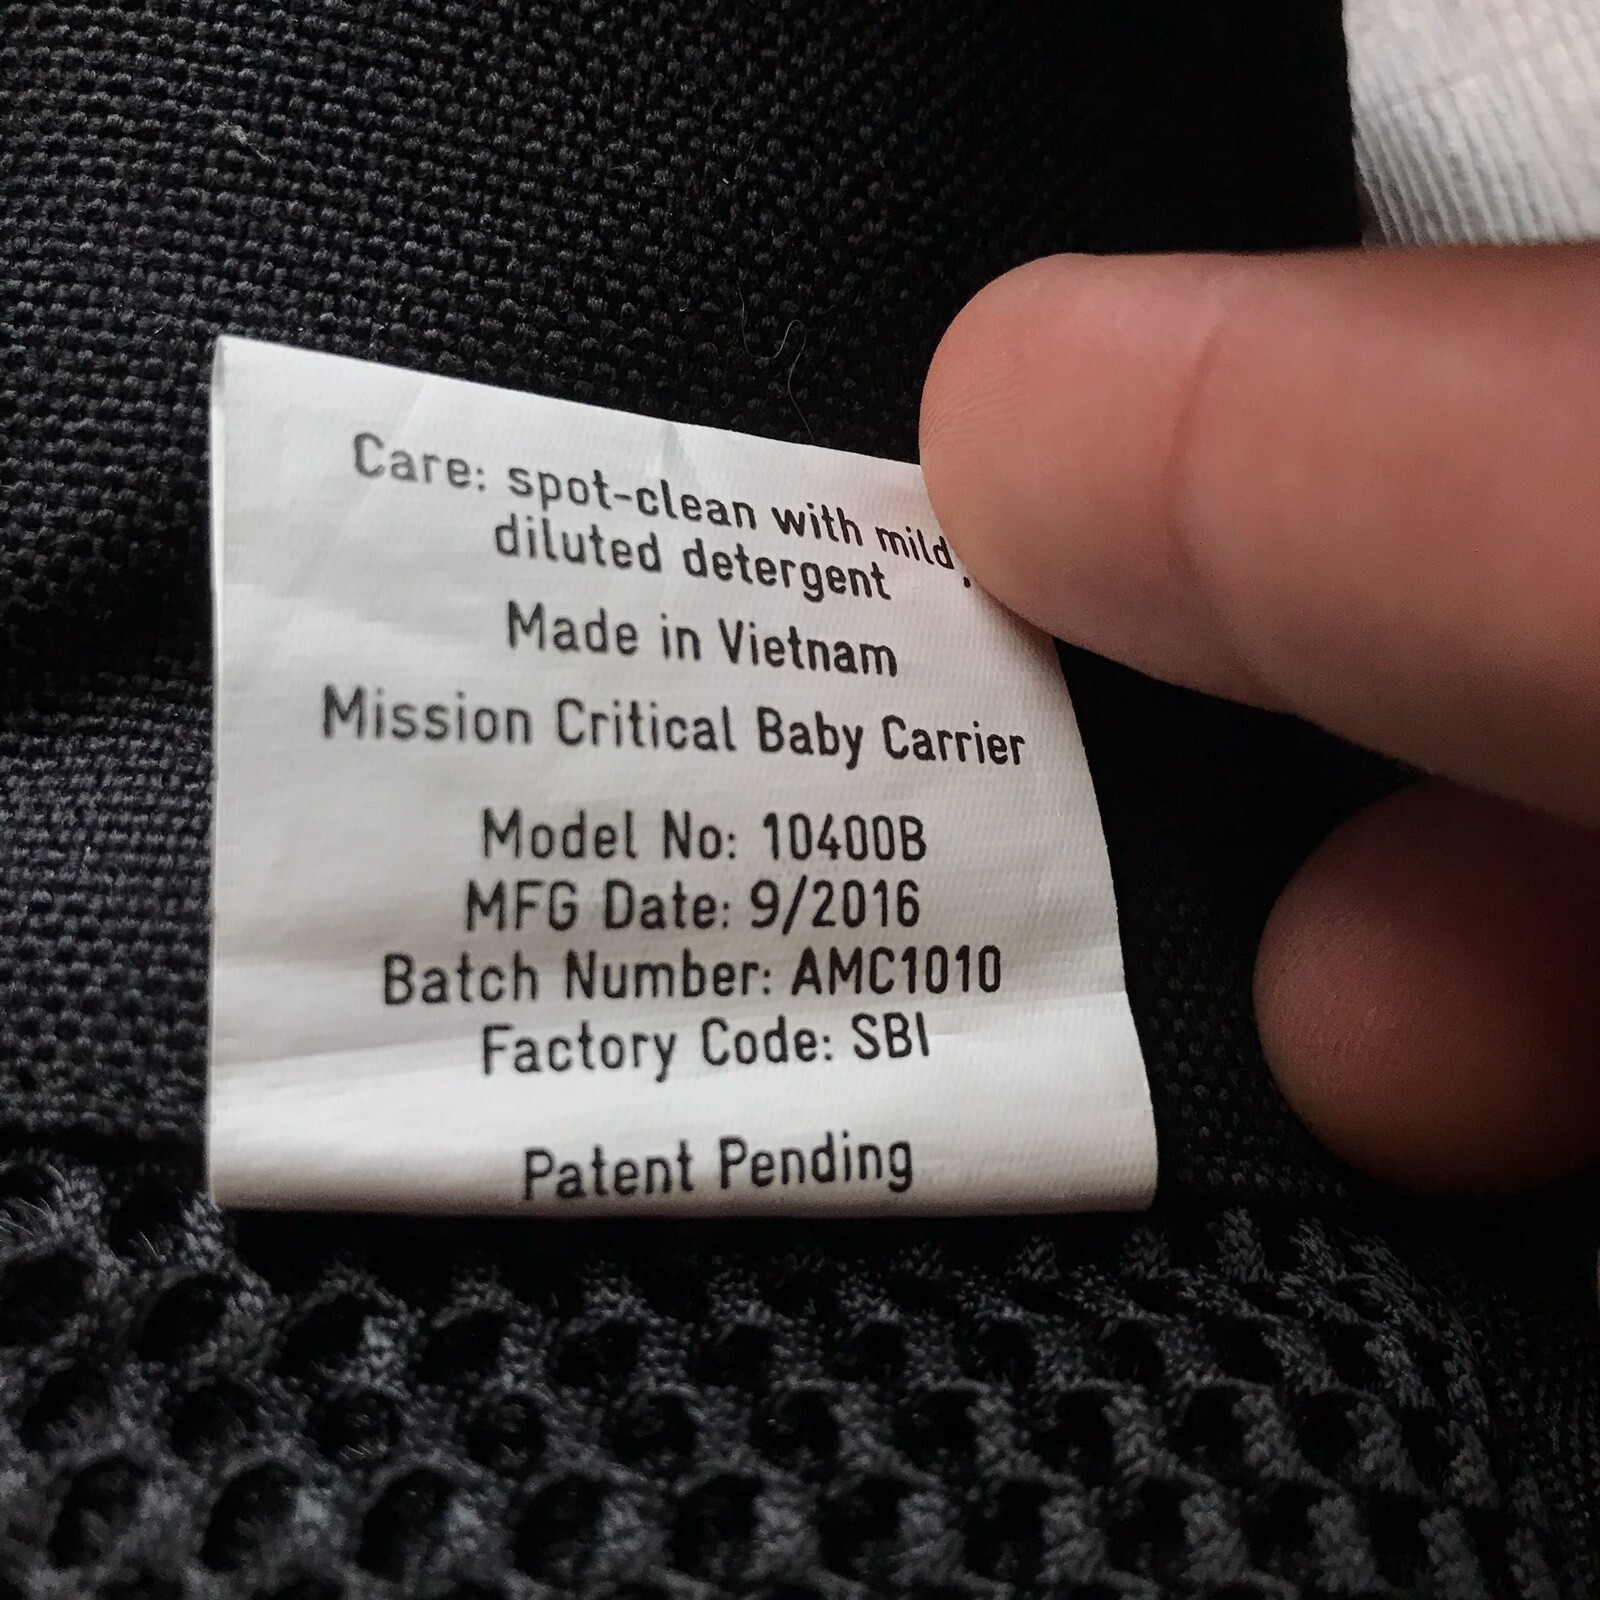 Care: spot-clean with mild,
diluted detergent
Made in Vietnam
Mission Critical Baby Carrier
Model No: 10400B
MFG Date: 9/2016
Batch Number: AMC1010
Factory Code: SBI
Patent Pending